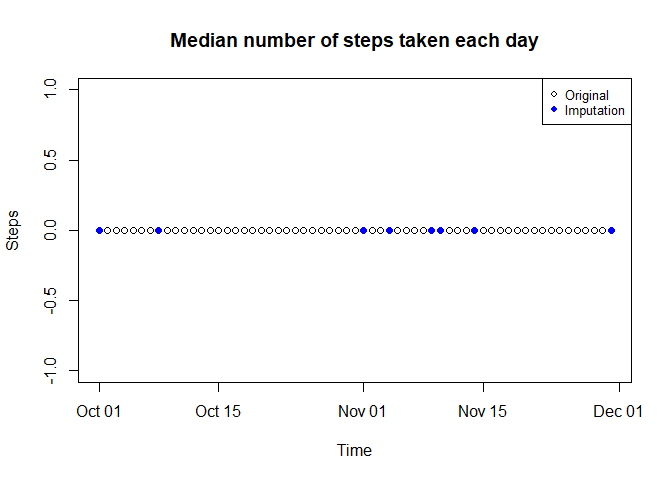 Median number of steps taken each day
Original
Imputation
1.0
0.5
0.0
-0.5
-1.0
Steps
Oct 01
Oct 15
Nov 01
Nov 15
Dec 01
Time